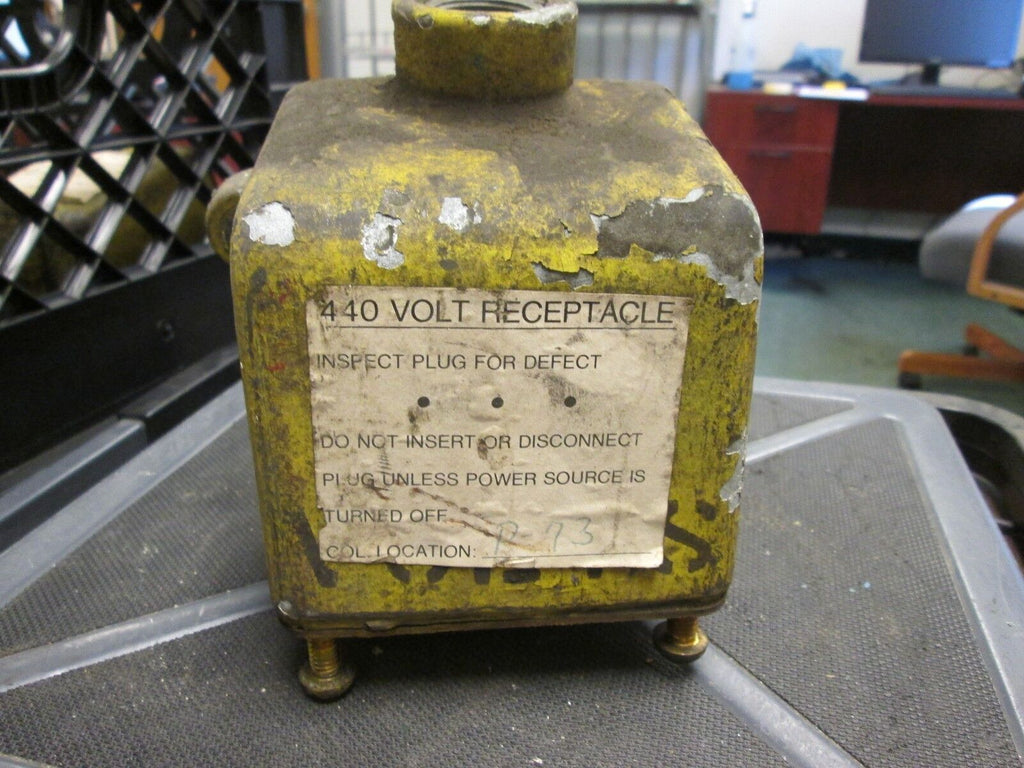 440 VOLT RECEPTACLE
INSPECT PLUG FOR DEFECT
DO NOT INSERT OR DISCONNECT
PLUG UNLESS POWER SOURCE IS
TURNED OFF.
COL. LOCATION: P-73